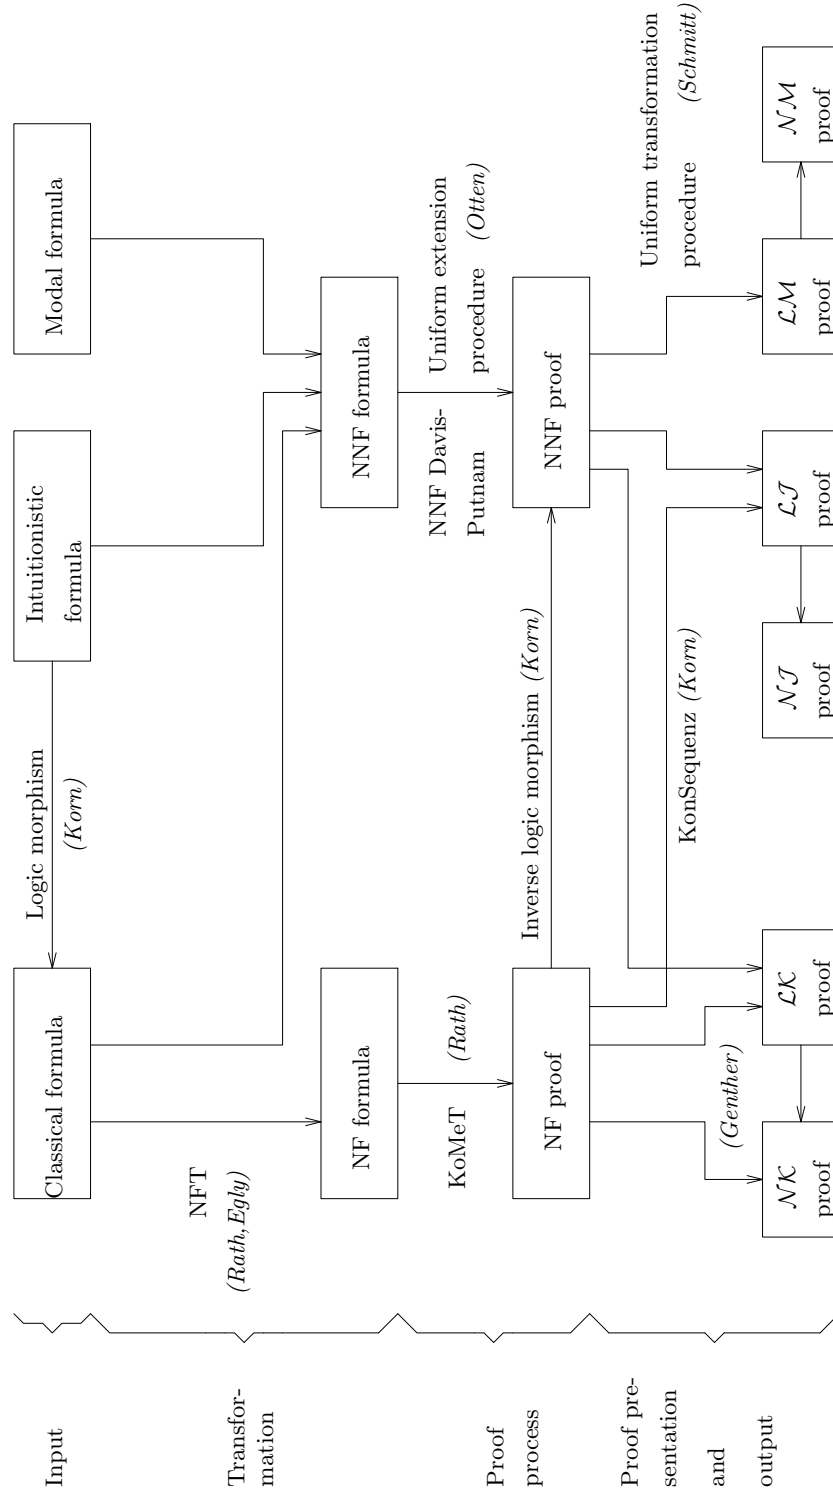 Input
Classical formula
Logic morphism
(Korn)
Intuitionistic
formula
Modal formula
Transfor-
mation
NFT
(Rath,Egly)
NF formula
NNF formula
Proof
process
KoMeT
(Rath)
NNF Davis-
Putnam
Uniform extension
procedure (Otten)
NF proof
Inverse logic morphism (Korn)
NNF proof
Proof pre-
sentation
and
output
(Genther)
KonSequenz (Korn)
Uniform transformation
procedure (Schmitt)
𝒩𝒦
proof
ℒ𝒦
proof
𝒩𝒥
proof
ℒ𝒥
proof
ℒℳ
proof
𝒩ℳ
proof